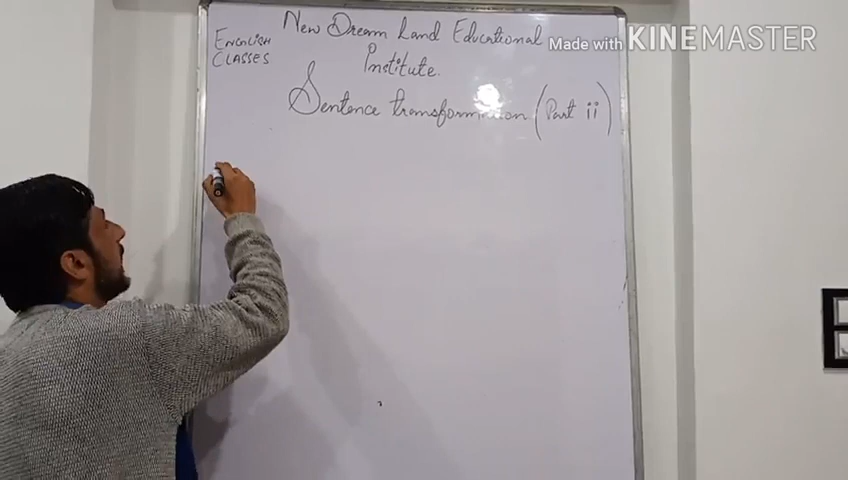 New Dream Land Educational
Institute.
ENGLISH
CLASSES
Sentence transformation (Part ii)
Made with KINEMASTER